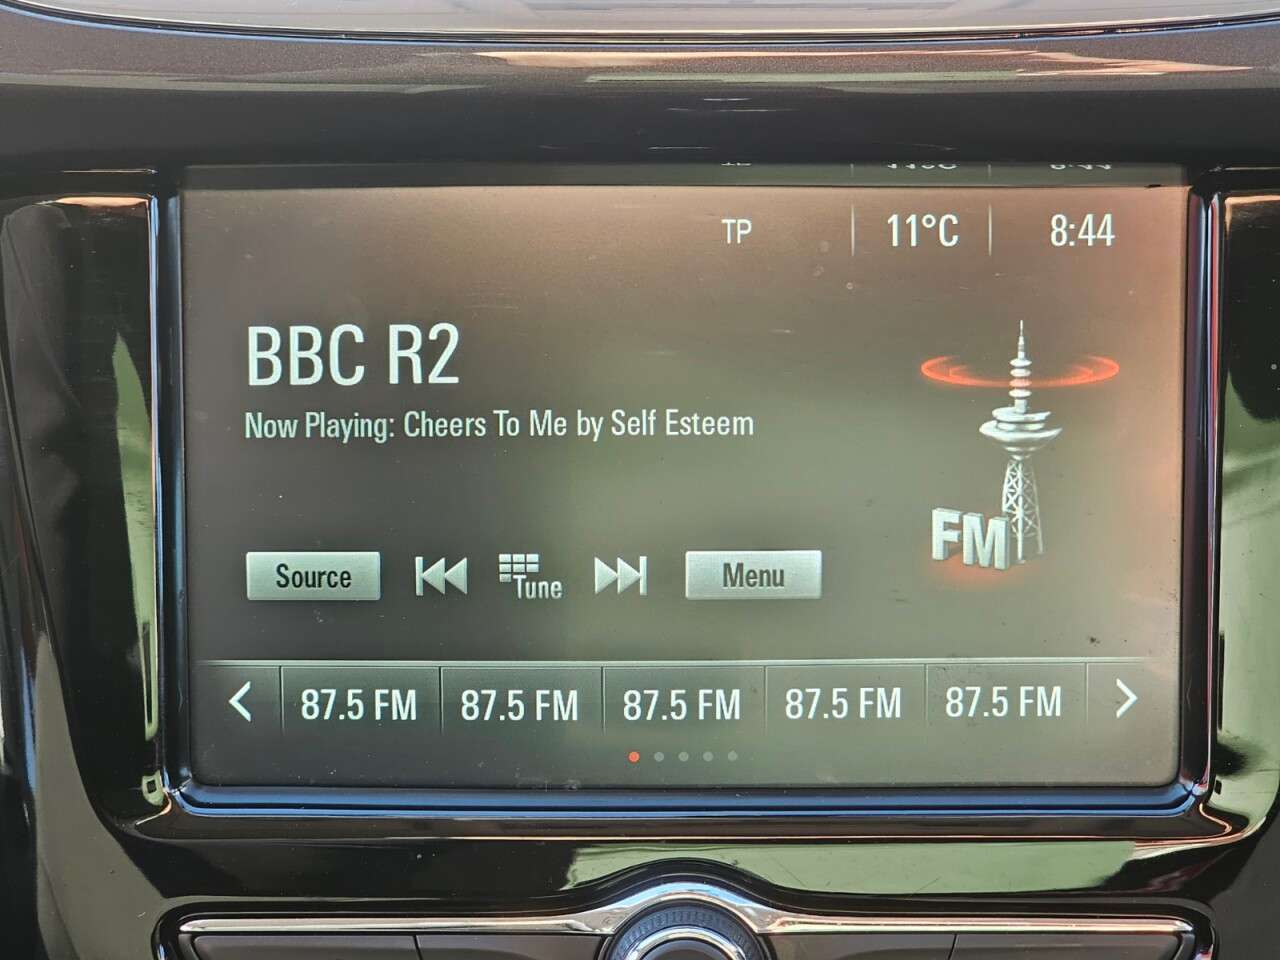 TP 11°C 8:44
BBC R2
Now Playing: Cheers To Me by Self Esteem
FM
Source Tune Menu
87.5 FM 87.5 FM 87.5 FM 87.5 FM 87.5 FM